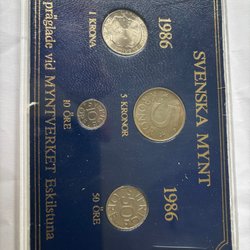 SVENSKA MYNT
1986
1986
5 KRONOR
1 KRONA
10 ÖRE
50 ÖRE
präglade vid MYNTVERKET Eskilstuna